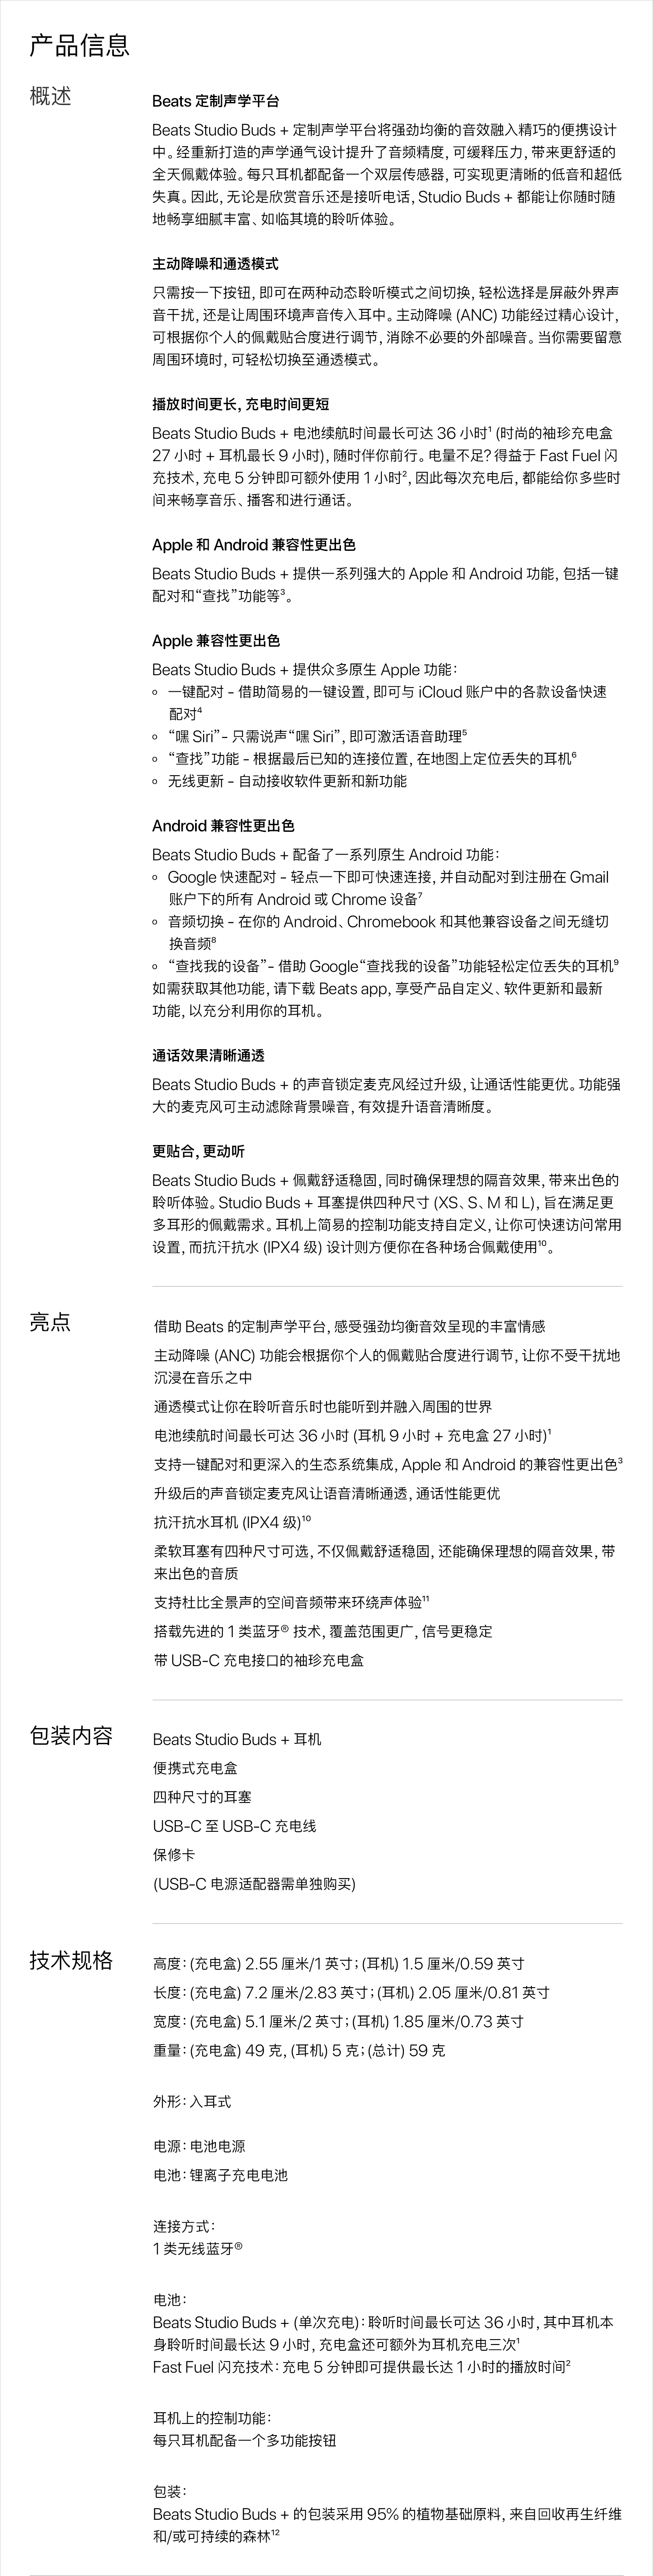 产品信息
概述
Beats 定制声学平台
Beats Studio Buds + 定制声学平台将强劲均衡的音效融入精巧的便携设计
中。经重新打造的声学通气设计提升了音频精度, 可缓释压力, 带来更舒适的
全天佩戴体验。每只耳机都配备一个双层传感器, 可实现更清晰的低音和超低
失真。因此, 无论是欣赏音乐还是接听电话, Studio Buds + 都能让你随时随
地畅享细腻丰富、如临其境的聆听体验。
主动降噪和通透模式
只需按一下按钮, 即可在两种动态聆听模式之间切换, 轻松选择是屏蔽外界声
音干扰, 还是让周围环境声音传入耳中。主动降噪 (ANC) 功能经过精心设计,
可根据你个人的佩戴贴合度进行调节, 消除不必要的外部噪音。当你需要留意
周围环境时, 可轻松切换至通透模式。
播放时间更长, 充电时间更短
Beats Studio Buds + 电池续航时间最长可达 36 小时¹ (时尚的袖珍充电盒
27 小时 + 耳机最长 9 小时), 随时伴你前行。电量不足? 得益于 Fast Fuel 闪
充技术, 充电 5 分钟即可额外使用 1 小时², 因此每次充电后, 都能给你多些时
间来畅享音乐、播客和进行通话。
Apple 和 Android 兼容性更出色
Beats Studio Buds + 提供一系列强大的 Apple 和 Android 功能, 包括一键
配对和“查找”功能等³。
Apple 兼容性更出色
Beats Studio Buds + 提供众多原生 Apple 功能:
◦ 一键配对 - 借助简易的一键设置, 即可与 iCloud 账户中的各款设备快速
配对⁴
◦ “嘿 Siri”- 只需说声“嘿 Siri”, 即可激活语音助理⁵
◦ “查找”功能 - 根据最后已知的连接位置, 在地图上定位丢失的耳机⁶
◦ 无线更新 - 自动接收软件更新和新功能
Android 兼容性更出色
Beats Studio Buds + 配备了一系列原生 Android 功能:
◦ Google 快速配对 - 轻点一下即可快速连接, 并自动配对到注册在 Gmail
账户下的所有 Android 或 Chrome 设备⁷
◦ 音频切换 - 在你的 Android、Chromebook 和其他兼容设备之间无缝切
换音频⁸
◦ “查找我的设备”- 借助 Google“查找我的设备”功能轻松定位丢失的耳机⁹
如需获取其他功能, 请下载 Beats app, 享受产品自定义、软件更新和最新
功能, 以充分利用你的耳机。
通话效果清晰通透
Beats Studio Buds + 的声音锁定麦克风经过升级, 让通话性能更优。功能强
大的麦克风可主动滤除背景噪音, 有效提升语音清晰度。
更贴合, 更动听
Beats Studio Buds + 佩戴舒适稳固, 同时确保理想的隔音效果, 带来出色的
聆听体验。Studio Buds + 耳塞提供四种尺寸 (XS、S、M 和 L), 旨在满足更
多耳形的佩戴需求。耳机上简易的控制功能支持自定义, 让你可快速访问常用
设置, 而抗汗抗水 (IPX4 级) 设计则方便你在各种场合佩戴使用¹⁰。
亮点
借助 Beats 的定制声学平台, 感受强劲均衡音效呈现的丰富情感
主动降噪 (ANC) 功能会根据你个人的佩戴贴合度进行调节, 让你不受干扰地
沉浸在音乐之中
通透模式让你在聆听音乐时也能听到并融入周围的世界
电池续航时间最长可达 36 小时 (耳机 9 小时 + 充电盒 27 小时)¹
支持一键配对和更深入的生态系统集成, Apple 和 Android 的兼容性更出色³
升级后的声音锁定麦克风让语音清晰通透, 通话性能更优
抗汗抗水耳机 (IPX4 级)¹⁰
柔软耳塞有四种尺寸可选, 不仅佩戴舒适稳固, 还能确保理想的隔音效果, 带
来出色的音质
支持杜比全景声的空间音频带来环绕声体验¹¹
搭载先进的 1 类蓝牙® 技术, 覆盖范围更广, 信号更稳定
带 USB-C 充电接口的袖珍充电盒
包装内容
Beats Studio Buds + 耳机
便携式充电盒
四种尺寸的耳塞
USB-C 至 USB-C 充电线
保修卡
(USB-C 电源适配器需单独购买)
技术规格
高度: (充电盒) 2.55 厘米/1 英寸; (耳机) 1.5 厘米/0.59 英寸
长度: (充电盒) 7.2 厘米/2.83 英寸; (耳机) 2.05 厘米/0.81 英寸
宽度: (充电盒) 5.1 厘米/2 英寸; (耳机) 1.85 厘米/0.73 英寸
重量: (充电盒) 49 克, (耳机) 5 克; (总计) 59 克
外形: 入耳式
电源: 电池电源
电池: 锂离子充电电池
连接方式:
1 类无线蓝牙®
电池:
Beats Studio Buds + (单次充电): 聆听时间最长可达 36 小时, 其中耳机本
身聆听时间最长达 9 小时, 充电盒还可额外为耳机充电三次¹
Fast Fuel 闪充技术: 充电 5 分钟即可提供最长达 1 小时的播放时间²
耳机上的控制功能:
每只耳机配备一个多功能按钮
包装:
Beats Studio Buds + 的包装采用 95% 的植物基础原料, 来自回收再生纤维
和/或可持续的森林¹²